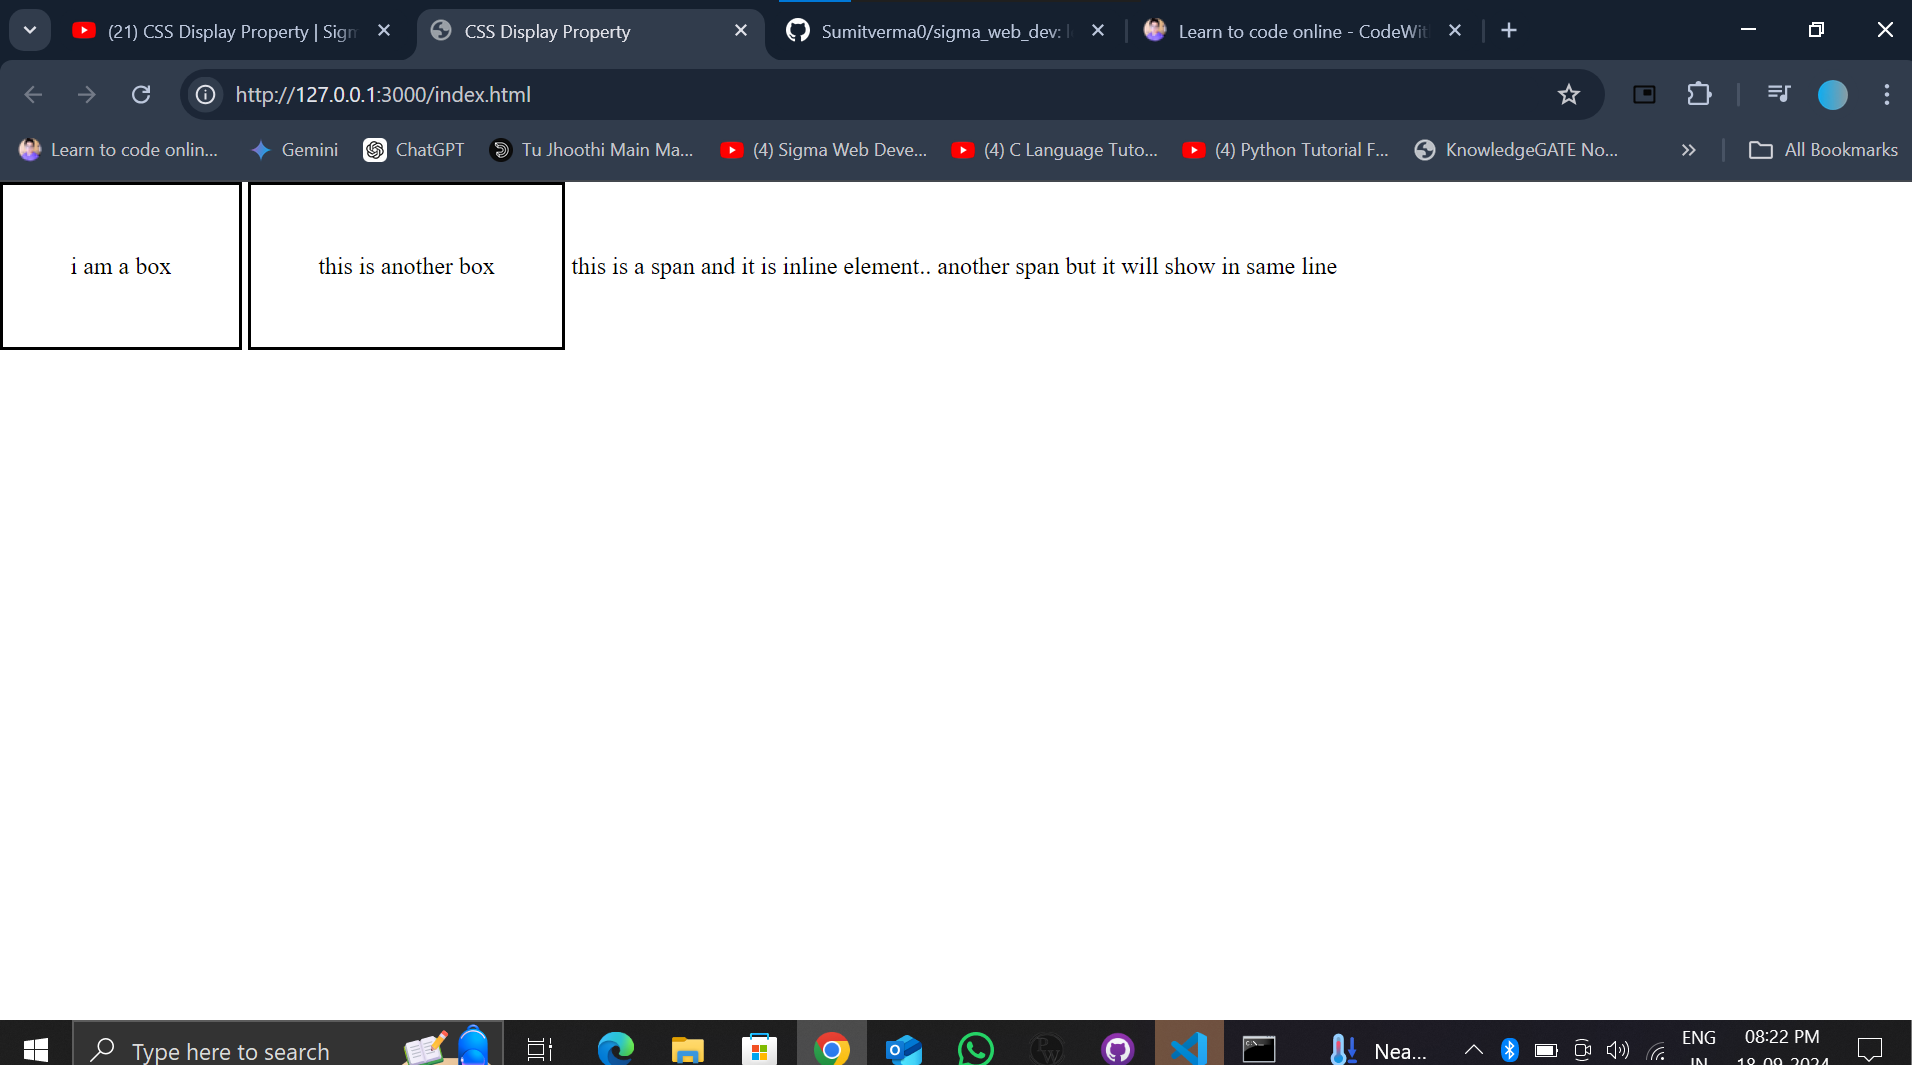 (21) CSS Display Property | Sigm
CSS Display Property
Sumitverma0/sigma_web_dev: l
Learn to code online - CodeWit
http://127.0.0.1:3000/index.html
Learn to code onlin...
Gemini
ChatGPT
Tu Jhoothi Main Ma...
(4) Sigma Web Deve...
(4) C Language Tuto...
(4) Python Tutorial F...
KnowledgeGATE No...
All Bookmarks
i am a box
this is another box
this is a span and it is inline element.. another span but it will show in same line
Type here to search
PW
Nea...
ENG
IN
08:22 PM
18-09-2024